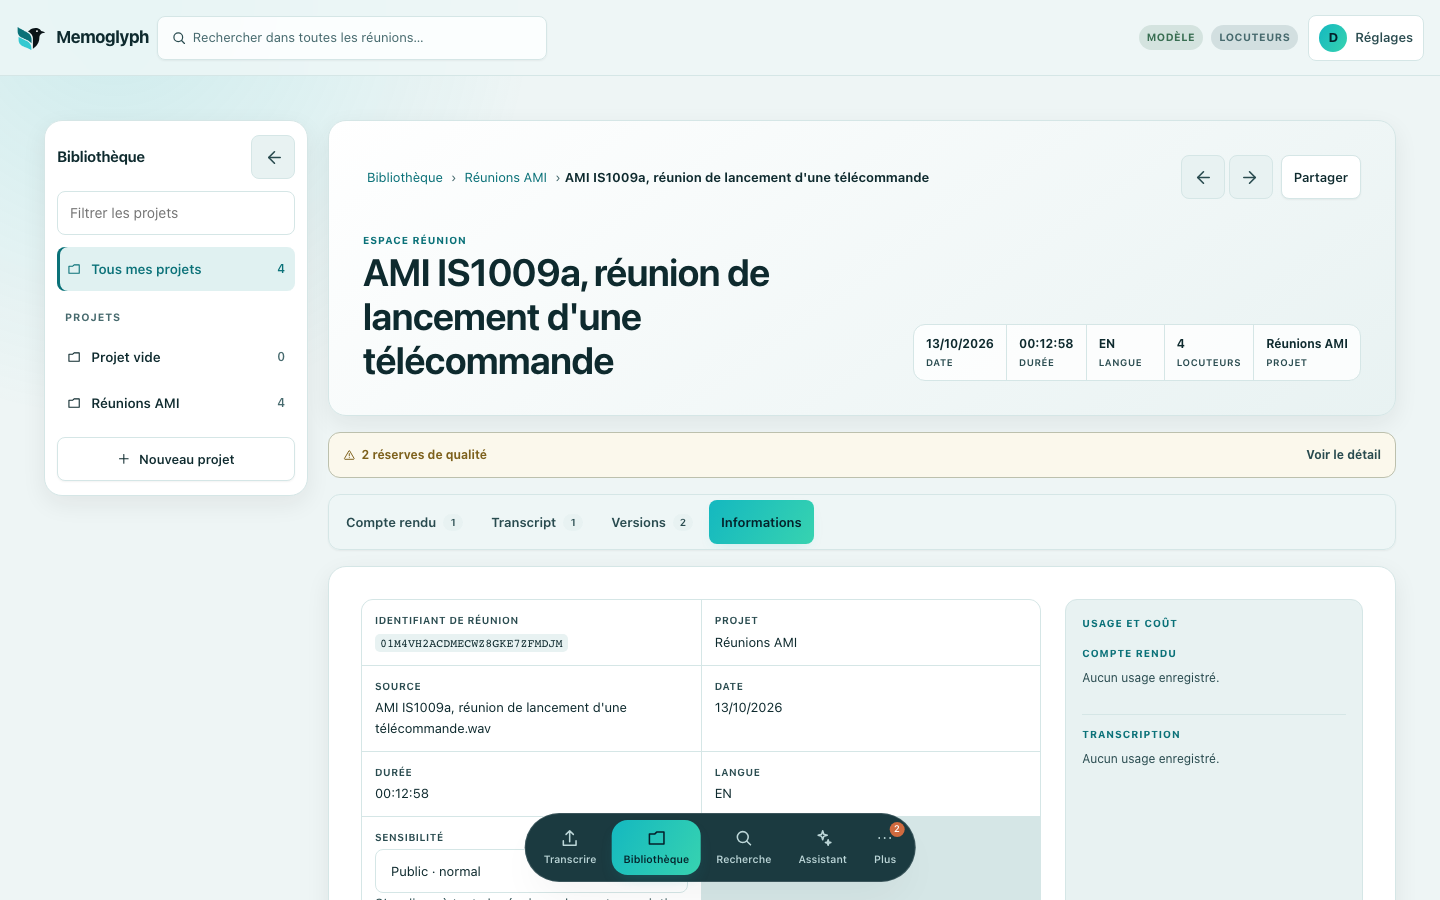 Memoglyph
Rechercher dans toutes les réunions...
MODÈLE
LOCUTEURS
D
Réglages
Bibliothèque
Filtrer les projets
Tous mes projets 4
PROJETS
Projet vide 0
Réunions AMI 4
+ Nouveau projet
Bibliothèque › Réunions AMI › AMI IS1009a, réunion de lancement d'une télécommande
Partager
ESPACE RÉUNION
AMI IS1009a, réunion de
lancement d'une
télécommande
13/10/2026 00:12:58 EN 4 Réunions AMI
DATE DURÉE LANGUE LOCUTEURS PROJET
2 réserves de qualité
Voir le détail
Compte rendu 1 Transcript 1 Versions 2 Informations
IDENTIFIANT DE RÉUNION
01M4VH2ACDMECWZ8GKE7ZFMDJM
PROJET
Réunions AMI
SOURCE
AMI IS1009a, réunion de lancement d'une
télécommande.wav
DATE
13/10/2026
DURÉE
00:12:58
LANGUE
EN
SENSIBILITÉ
Public · normal
USAGE ET COÛT
COMPTE RENDU
Aucun usage enregistré.
TRANSCRIPTION
Aucun usage enregistré.
Transcrire
Bibliothèque
Recherche
Assistant
2
Plus